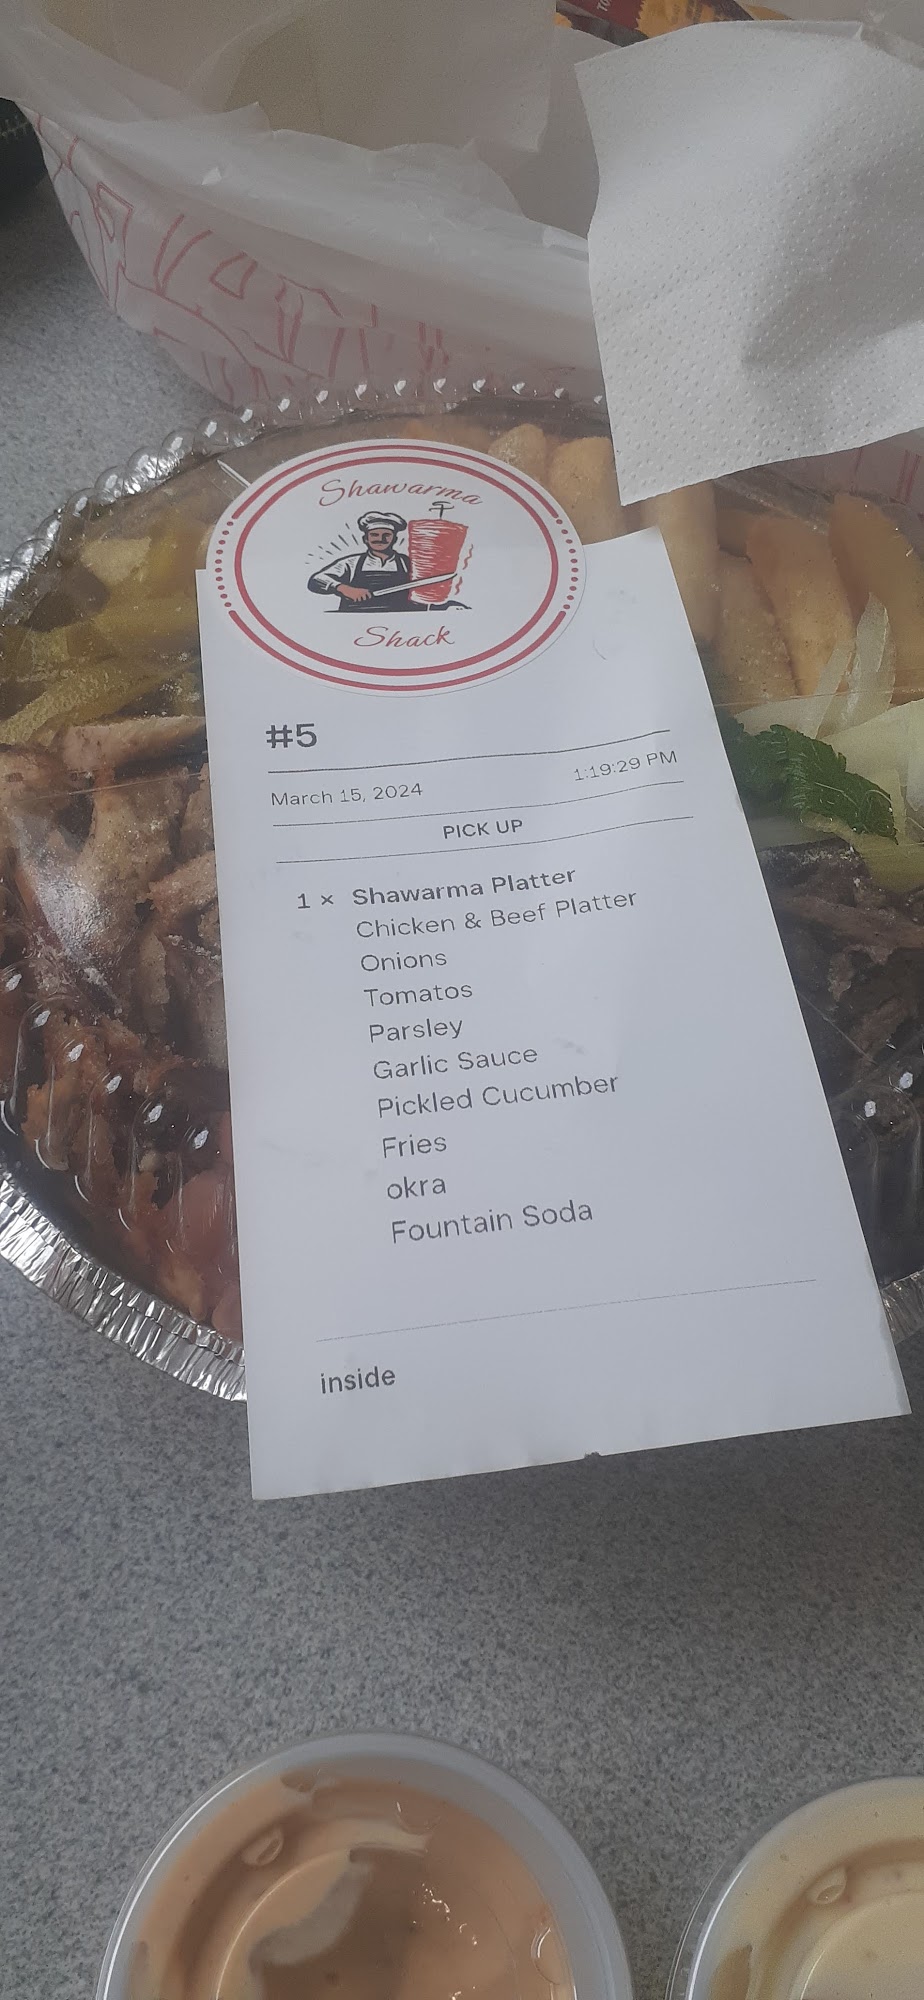 Shawarma
Shack
#5
March 15, 2024 1:19:29 PM
PICK UP
1 × Shawarma Platter
Chicken & Beef Platter
Onions
Tomatos
Parsley
Garlic Sauce
Pickled Cucumber
Fries
okra
Fountain Soda
inside